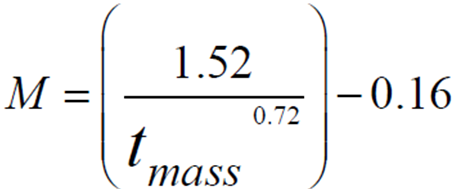 M = (1.52 / t_mass^0.72) − 0.16